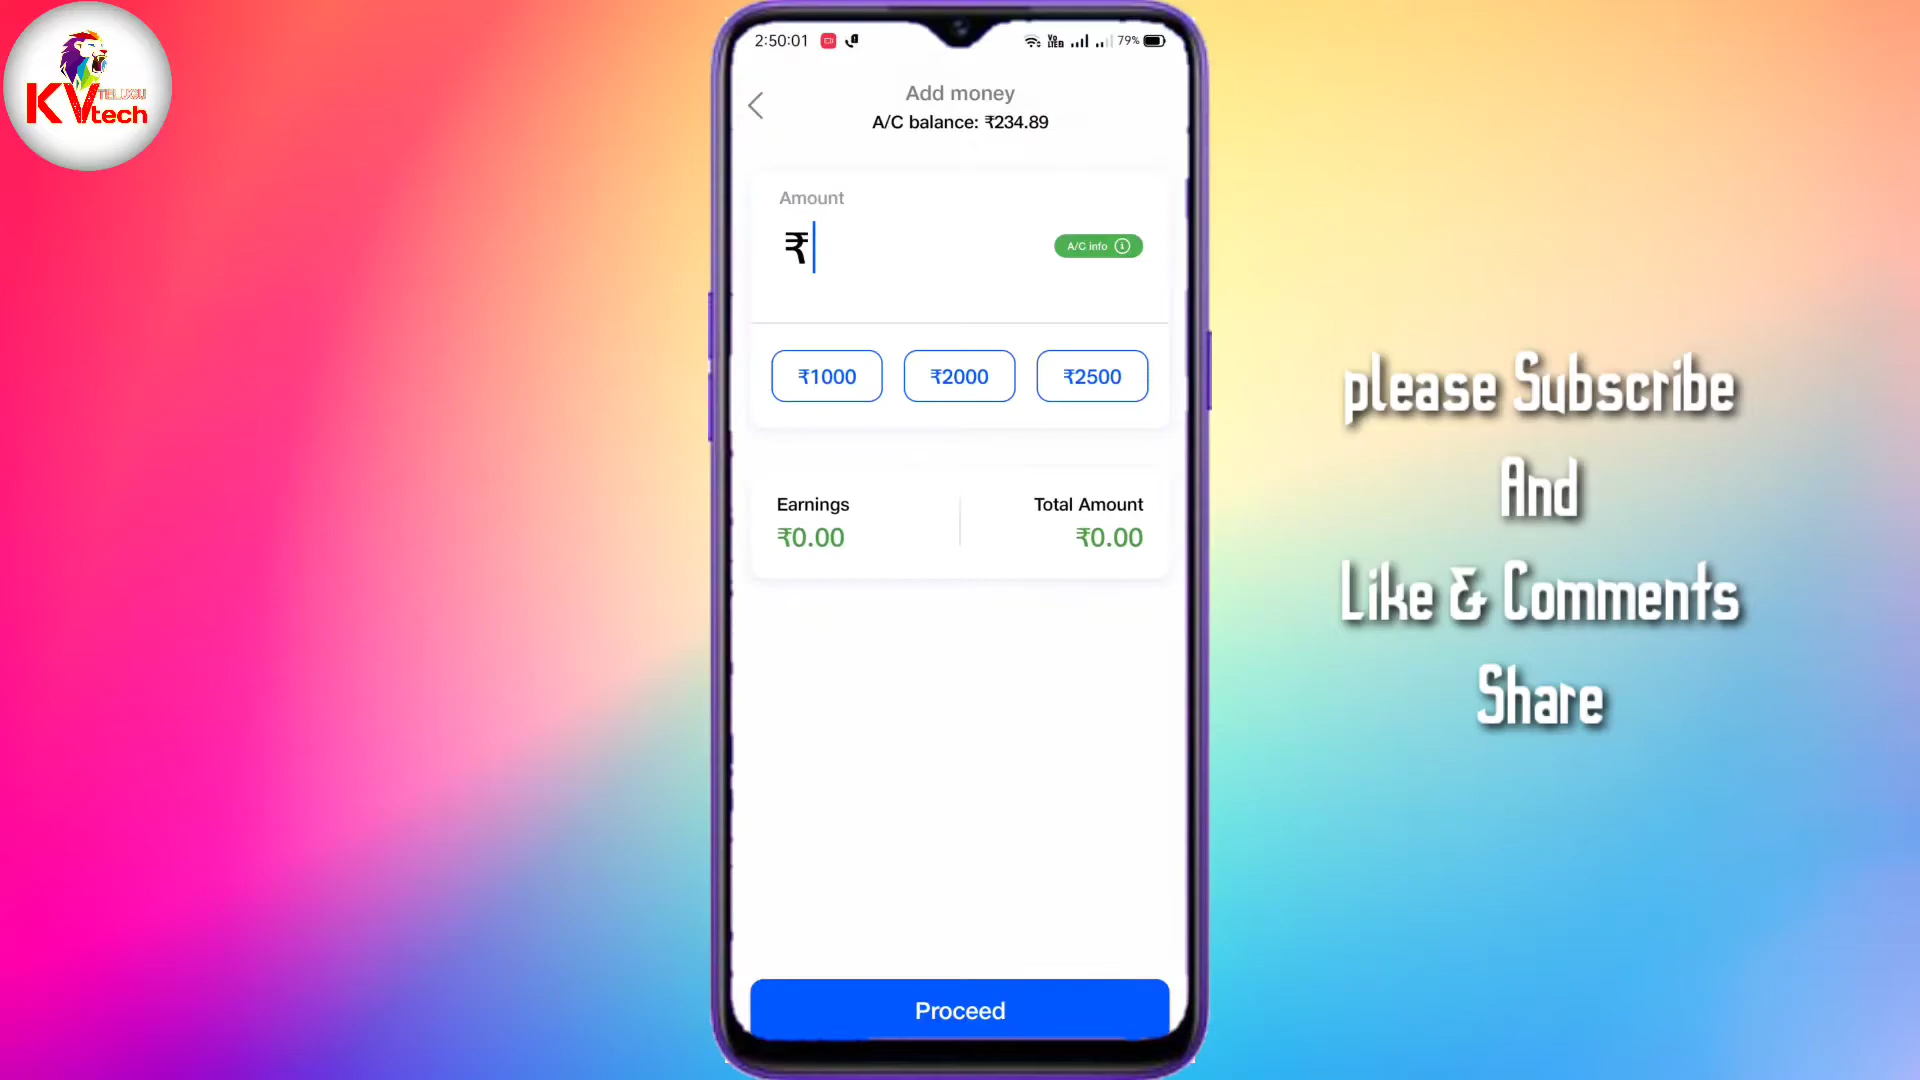 KV TELUGU
tech
2:50:01
79%
Add money
A/C balance: ₹234.89
Amount
₹
A/C info
₹1000 ₹2000 ₹2500
Earnings Total Amount
₹0.00 ₹0.00
Proceed
please Subscribe
And
Like & Comments
Share